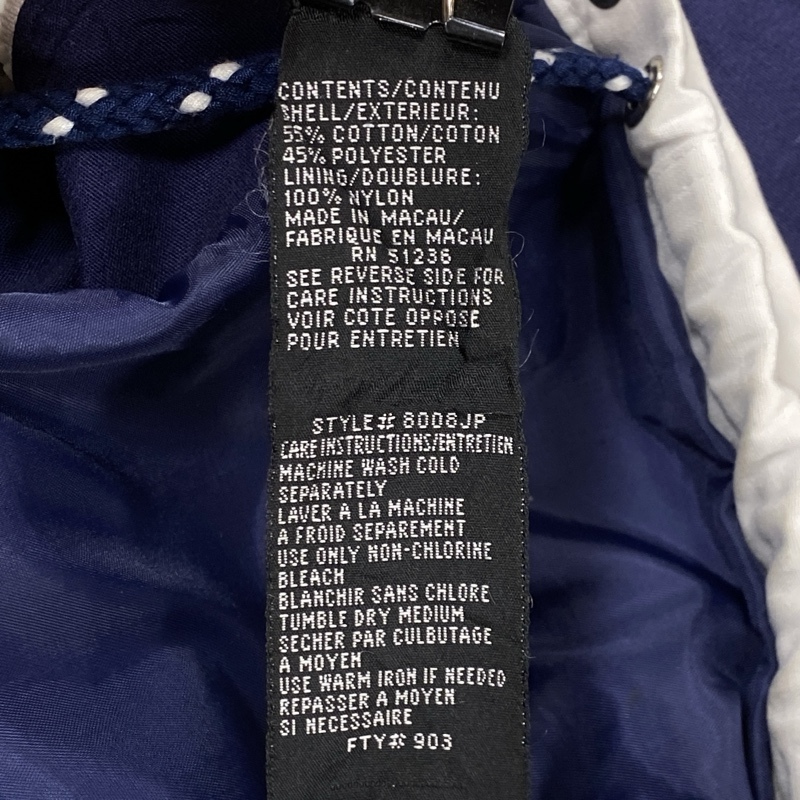 CONTENTS/CONTENU
SHELL/EXTERIEUR:
55% COTTON/COTON
45% POLYESTER
LINING/DOUBLURE:
100% NYLON
MADE IN MACAU/
FABRIQUE EN MACAU
RN 51236
SEE REVERSE SIDE FOR
CARE INSTRUCTIONS
VOIR COTE OPPOSE
POUR ENTRETIEN
STYLE# 8008JP
CARE INSTRUCTIONS/ENTRETIEN
MACHINE WASH COLD
SEPARATELY
LAVER A LA MACHINE
A FROID SEPAREMENT
USE ONLY NON-CHLORINE
BLEACH
BLANCHIR SANS CHLORE
TUMBLE DRY MEDIUM
SECHER PAR CULBUTAGE
A MOYEN
USE WARM IRON IF NEEDED
REPASSER A MOYEN
SI NECESSAIRE
FTY# 903